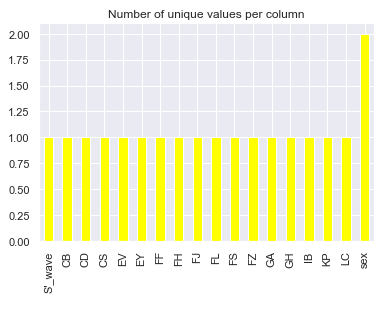 Number of unique values per column
2.00
1.75
1.50
1.25
1.00
0.75
0.50
0.25
0.00
S'_wave
CB
CD
CS
EV
EY
FF
FH
FJ
FL
FS
FZ
GA
GH
IB
KP
LC
sex